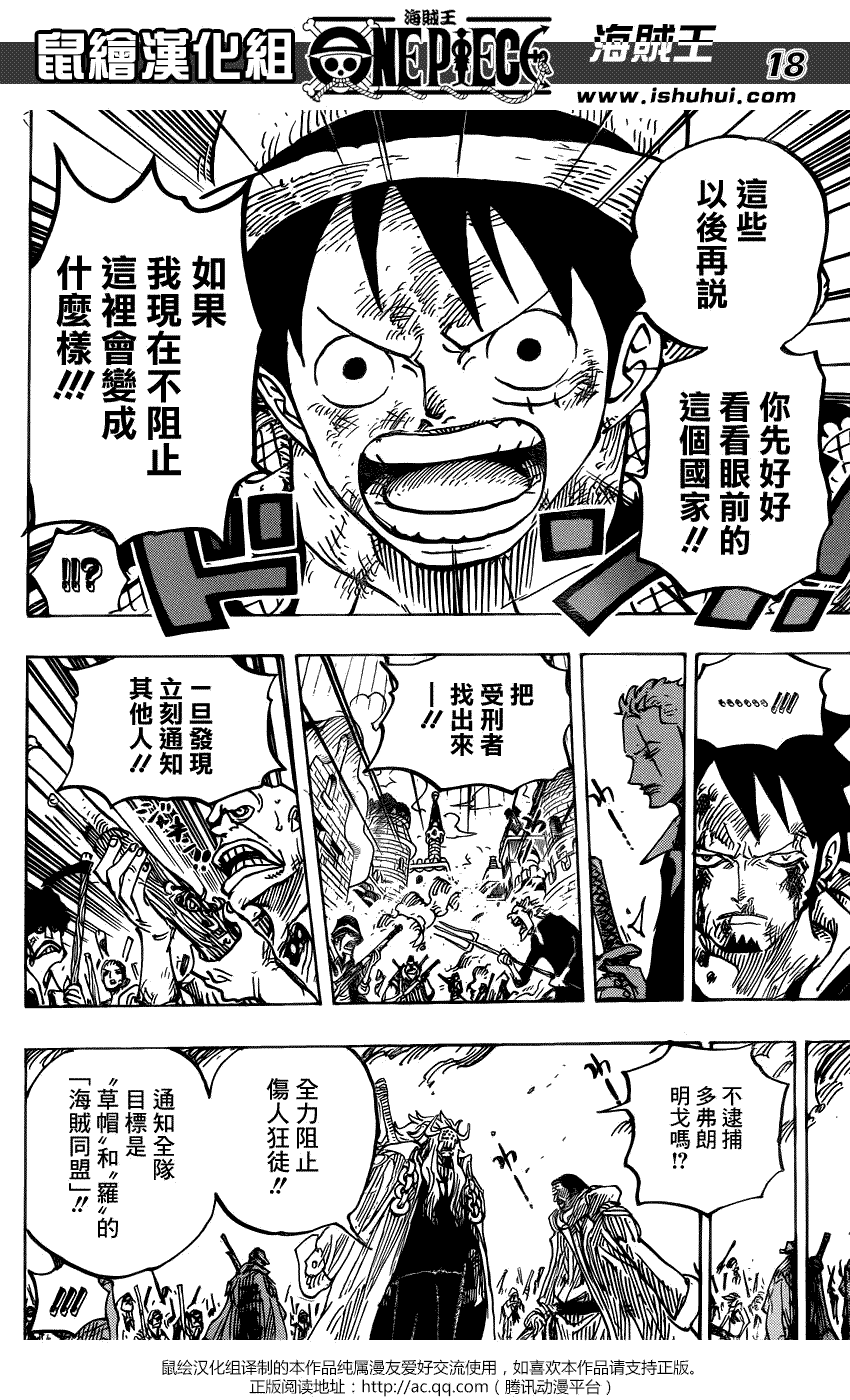 鼠繪漢化組
海賊王
ONE PIECE
海賊王
18
www.ishuhui.com
這些
以後再説
你先好好
看看眼前的
這個國家!!
如果
我現在不阻止
這裡會變成
什麼樣!!!
!!?
ド
………!!!
把
受刑者
找出來
—!!
一旦發現
立刻通知
其他人!!
不逮捕
多弗朗
明戈嗎!?
全力阻止
傷人狂徒!!
通知全隊
目標是
〝草帽〞和〝羅〞的
「海賊同盟」!!
!!!
!!!
鼠绘汉化组译制的本作品纯属漫友爱好交流使用，如喜欢本作品请支持正版。
正版阅读地址：http://ac.qq.com（腾讯动漫平台）